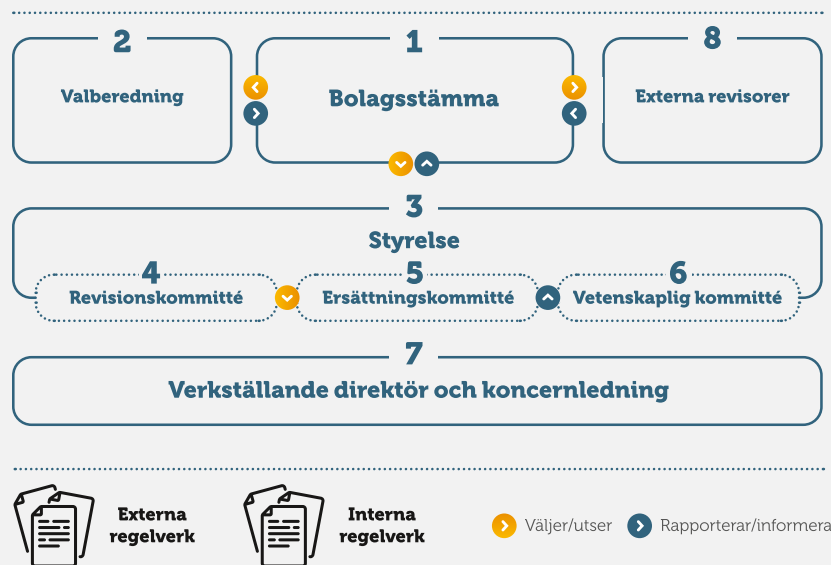 2
Valberedning
1
Bolagsstämma
8
Externa revisorer
3
Styrelse
4
Revisionskommitté
5
Ersättningskommitté
6
Vetenskaplig kommitté
7
Verkställande direktör och koncernledning
Externa
regelverk
Interna
regelverk
Väljer/utser
Rapporterar/informera